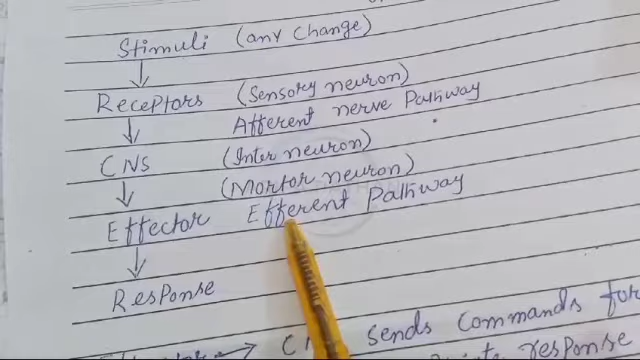 Stimuli (any change)
↓
Receptors (Sensory neuron)
↓ Afferent nerve Pathway
CNS (Inter neuron)
↓ (Mortor neuron)
Effector Efferent Pathway
↓
Response
sends Commands for
response